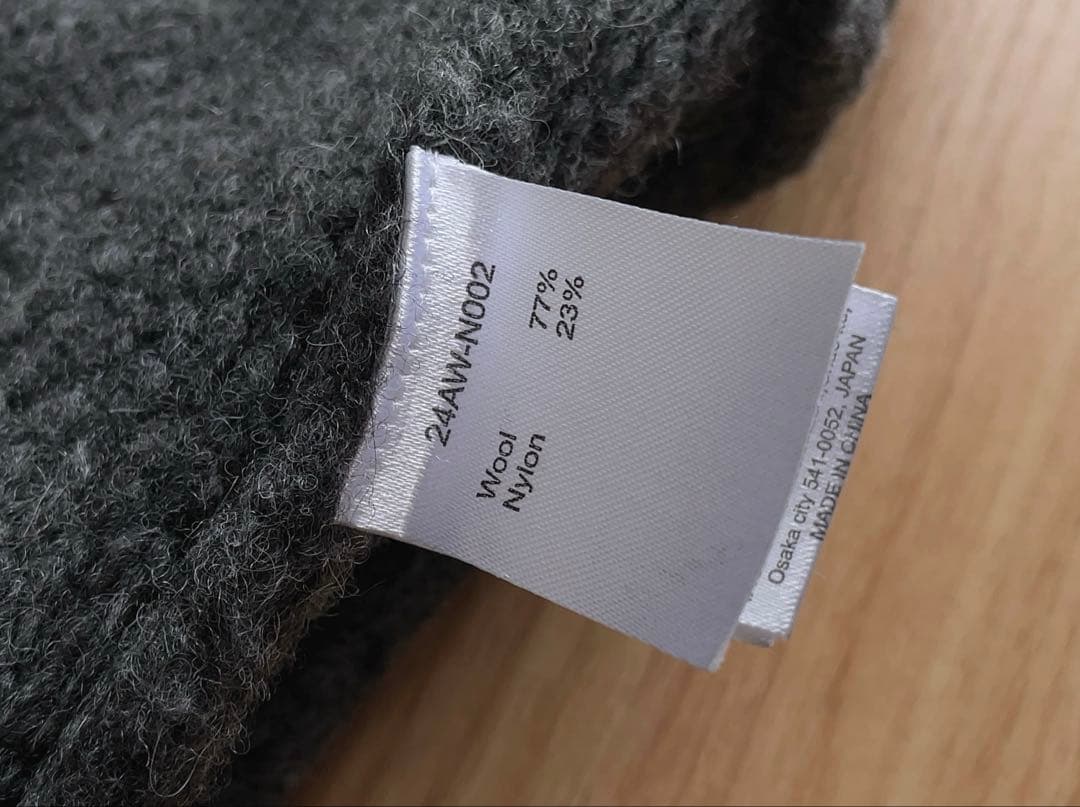 24AW-N002
Wool 77%
Nylon 23%
Osaka city 541-0052, JAPAN
MADE IN CHINA